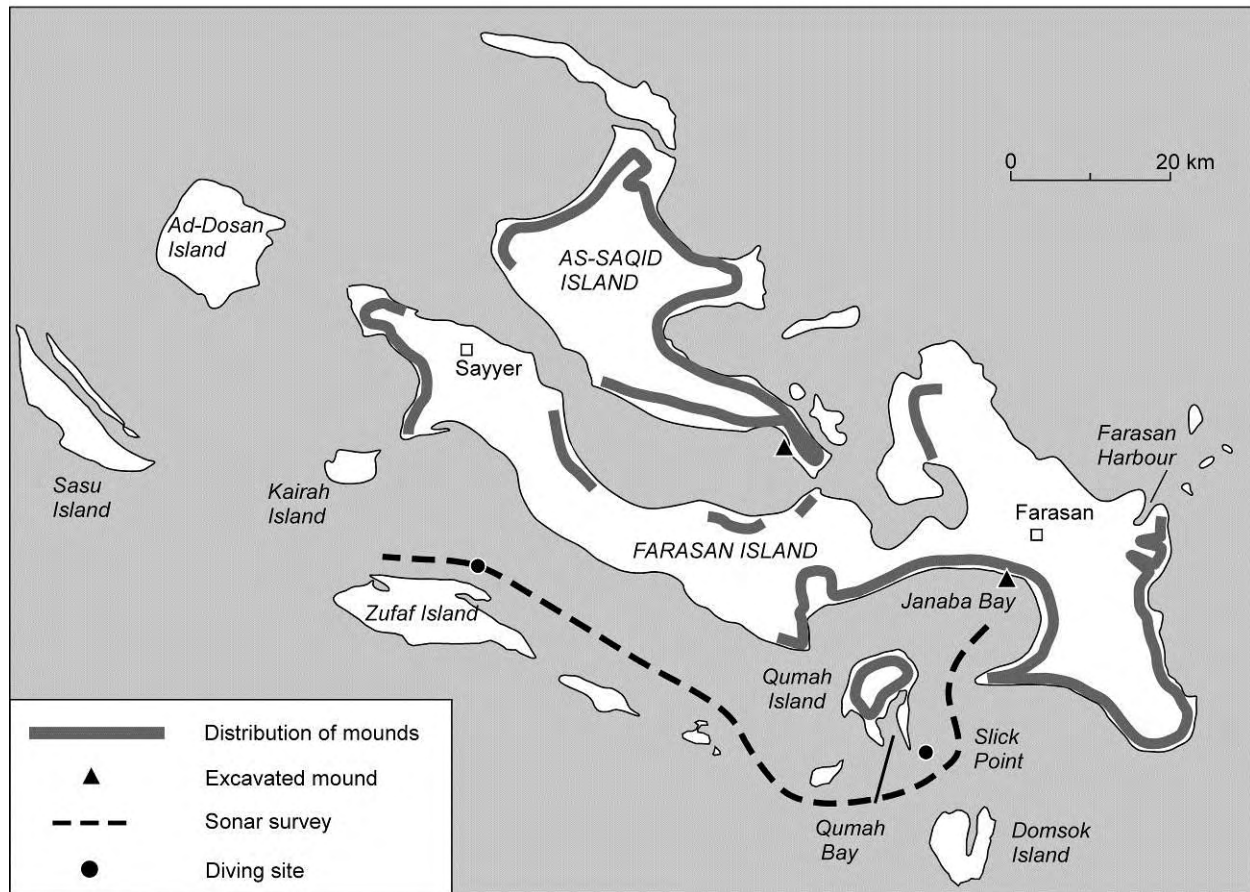 0 20 km
Ad-Dosan
Island
AS-SAQID
ISLAND
Sayyer
Farasan
Harbour
Sasu
Island
Kairah
Island
Farasan
FARASAN ISLAND
Janaba Bay
Zufaf Island
Qumah
Island
Slick
Point
Qumah
Bay
Domsok
Island
Distribution of mounds
Excavated mound
Sonar survey
Diving site